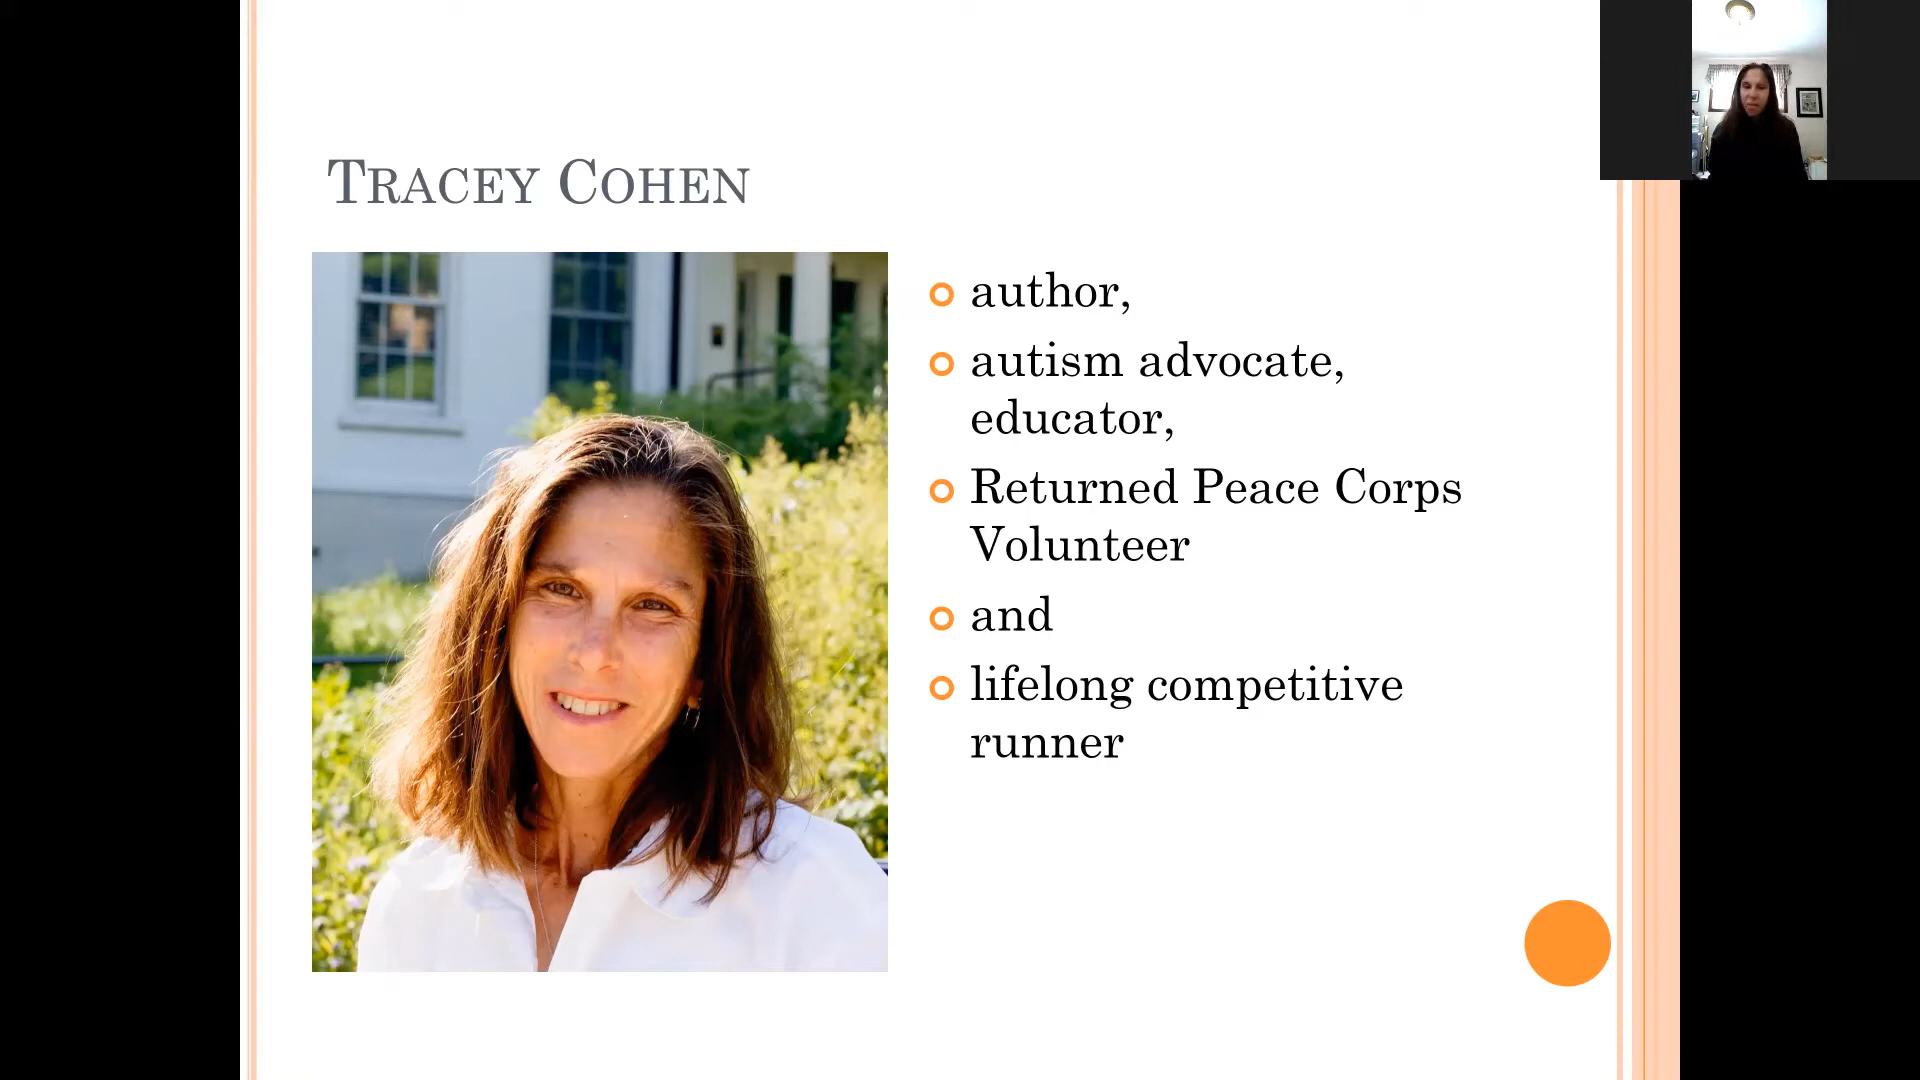 Tracey Cohen
author,
autism advocate,
educator,
Returned Peace Corps
Volunteer
and
lifelong competitive
runner